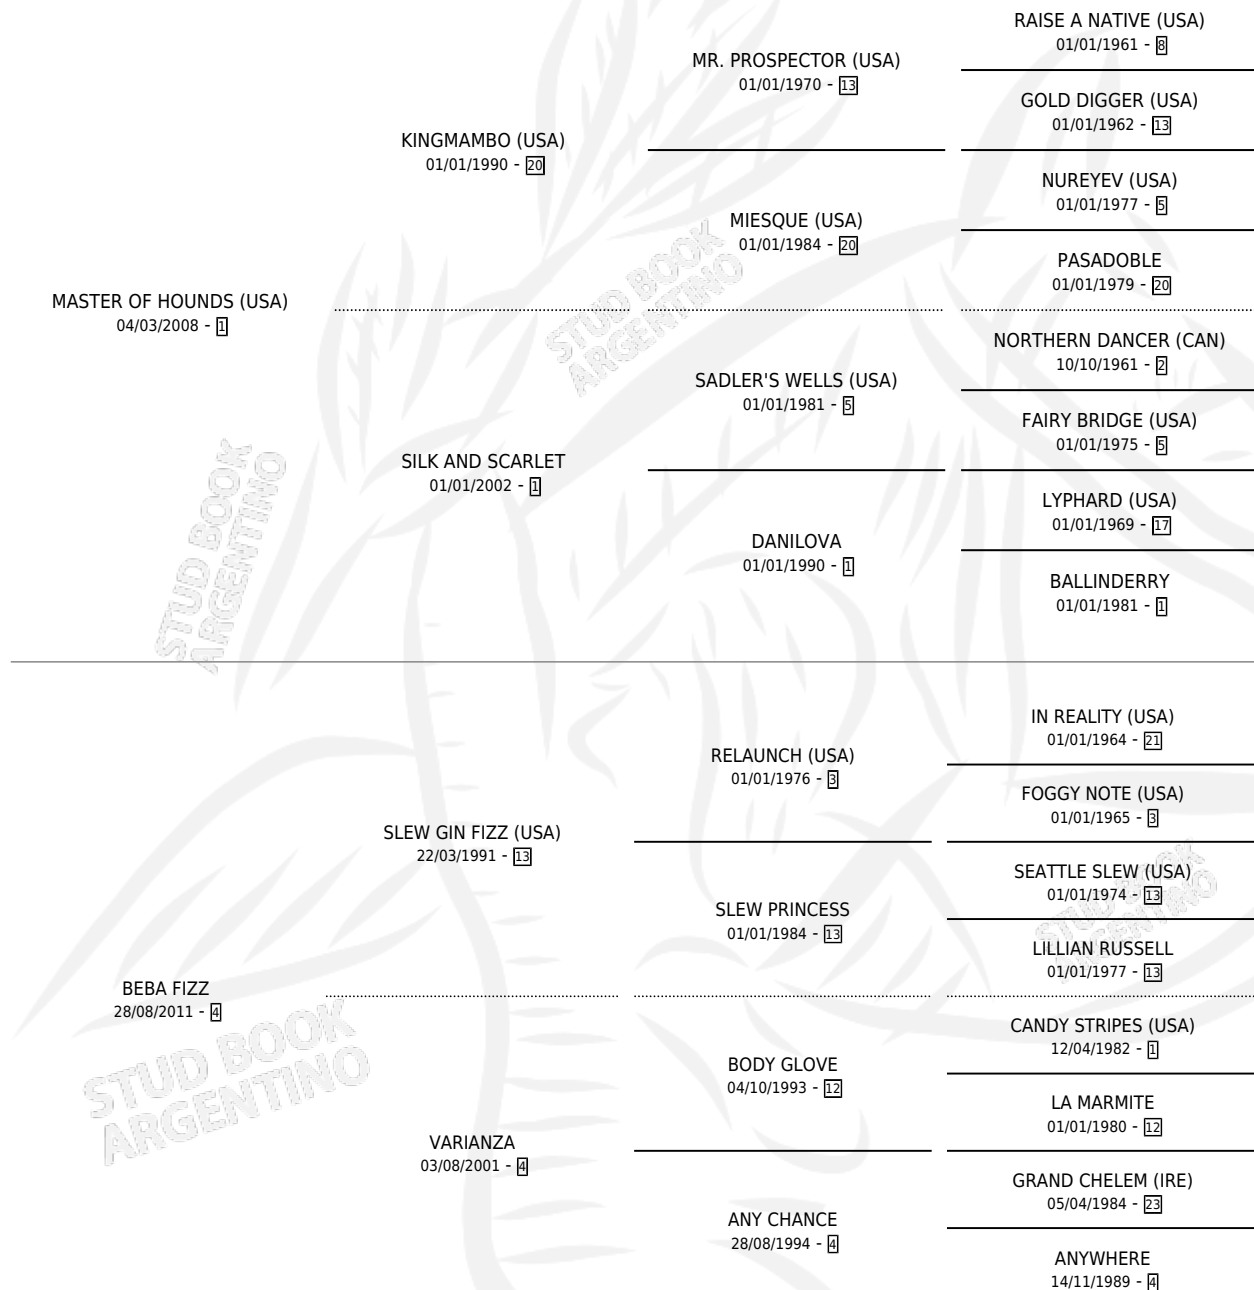 RAISE A NATIVE (USA)
01/01/1961 - 8
MR. PROSPECTOR (USA)
01/01/1970 - 13
GOLD DIGGER (USA)
01/01/1962 - 13
KINGMAMBO (USA)
01/01/1990 - 20
NUREYEV (USA)
01/01/1977 - 5
MIESQUE (USA)
01/01/1984 - 20
PASADOBLE
01/01/1979 - 20
MASTER OF HOUNDS (USA)
04/03/2008 - 1
STUD BOOK
ARGENTINO
NORTHERN DANCER (CAN)
10/10/1961 - 2
SADLER'S WELLS (USA)
01/01/1981 - 5
FAIRY BRIDGE (USA)
01/01/1975 - 5
SILK AND SCARLET
01/01/2002 - 1
LYPHARD (USA)
01/01/1969 - 17
DANILOVA
01/01/1990 - 1
BALLINDERRY
01/01/1981 - 1
STUD BOOK
ARGENTINO
IN REALITY (USA)
01/01/1964 - 21
RELAUNCH (USA)
01/01/1976 - 3
FOGGY NOTE (USA)
01/01/1965 - 3
SLEW GIN FIZZ (USA)
22/03/1991 - 13
SEATTLE SLEW (USA)
01/01/1974 - 13
SLEW PRINCESS
01/01/1984 - 13
STUD BOOK
ARGENTINO
LILLIAN RUSSELL
01/01/1977 - 13
BEBA FIZZ
28/08/2011 - 4
STUD BOOK
ARGENTINO
CANDY STRIPES (USA)
12/04/1982 - 1
BODY GLOVE
04/10/1993 - 12
LA MARMITE
01/01/1980 - 12
VARIANZA
03/08/2001 - 4
GRAND CHELEM (IRE)
05/04/1984 - 23
ANY CHANCE
28/08/1994 - 4
ANYWHERE
14/11/1989 - 4